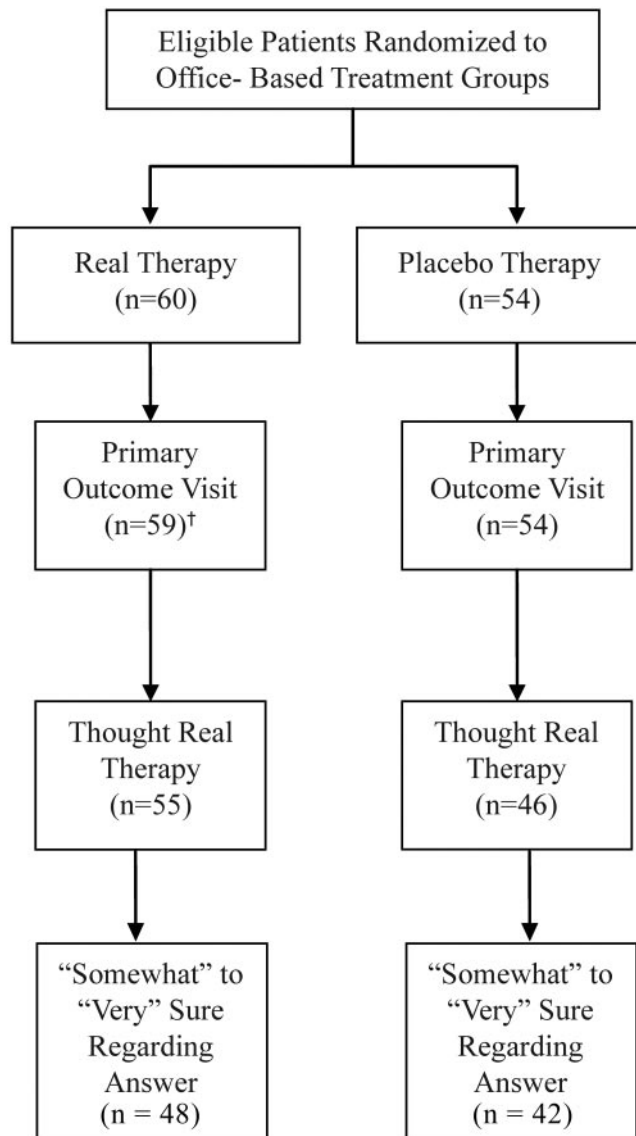 Eligible Patients Randomized to
Office- Based Treatment Groups
Real Therapy
(n=60)
Placebo Therapy
(n=54)
Primary
Outcome Visit
(n=59)†
Primary
Outcome Visit
(n=54)
Thought Real
Therapy
(n=55)
Thought Real
Therapy
(n=46)
“Somewhat” to
“Very” Sure
Regarding
Answer
(n = 48)
“Somewhat” to
“Very” Sure
Regarding
Answer
(n = 42)